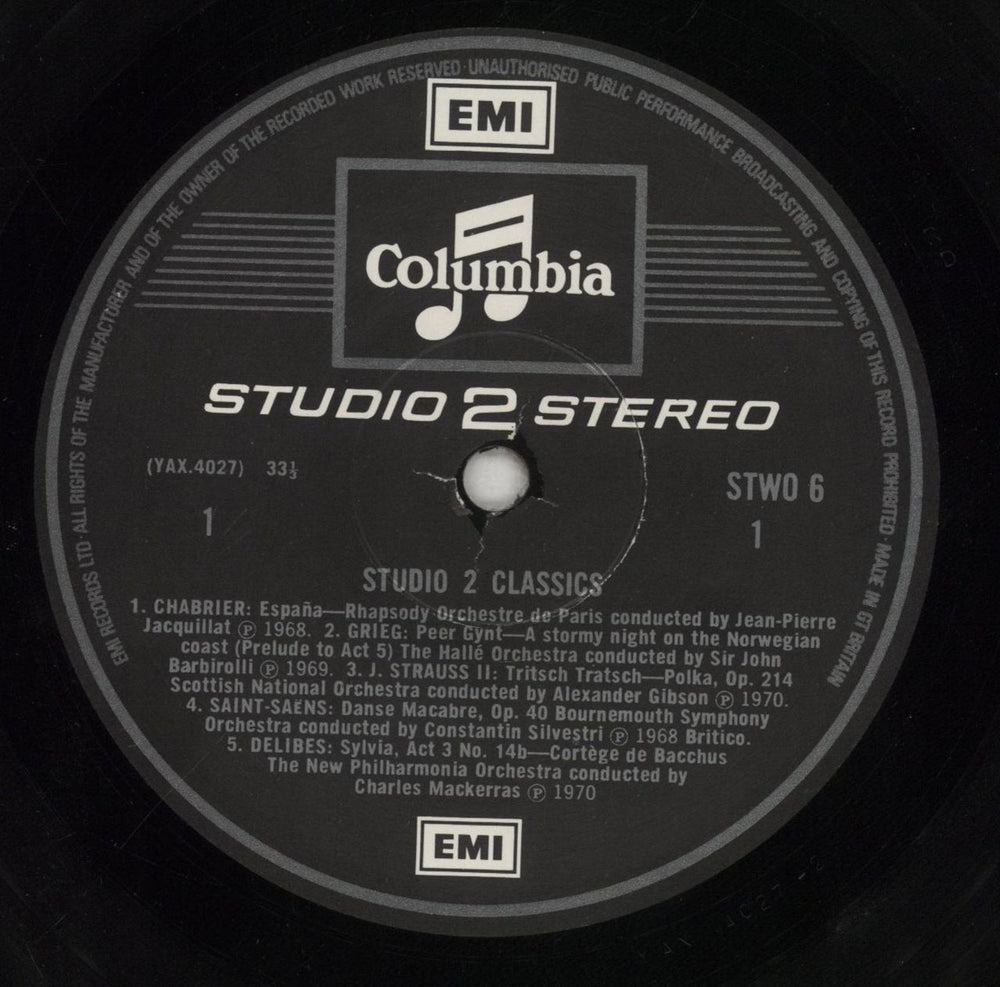 EMI RECORDS LTD · ALL RIGHTS OF THE MANUFACTURER AND OF THE OWNER OF THE RECORDED WORK RESERVED · UNAUTHORISED PUBLIC PERFORMANCE BROADCASTING AND COPYING OF THIS RECORD PROHIBITED · MADE IN GT BRITAIN
EMI
Columbia
STUDIO 2 STEREO
(YAX.4027) 33⅓
STWO 6
1
1
STUDIO 2 CLASSICS
1. CHABRIER: España—Rhapsody Orchestre de Paris conducted by Jean-Pierre
Jacquillat ℗ 1968. 2. GRIEG: Peer Gynt—A stormy night on the Norwegian
coast (Prelude to Act 5) The Hallé Orchestra conducted by Sir John
Barbirolli ℗ 1969. 3. J. STRAUSS II: Tritsch Tratsch—Polka, Op. 214
Scottish National Orchestra conducted by Alexander Gibson ℗ 1970.
4. SAINT-SAËNS: Danse Macabre, Op. 40 Bournemouth Symphony
Orchestra conducted by Constantin Silvestri ℗ 1968 Britico.
5. DELIBES: Sylvia, Act 3 No. 14b—Cortège de Bacchus
The New Philharmonia Orchestra conducted by
Charles Mackerras ℗ 1970
EMI